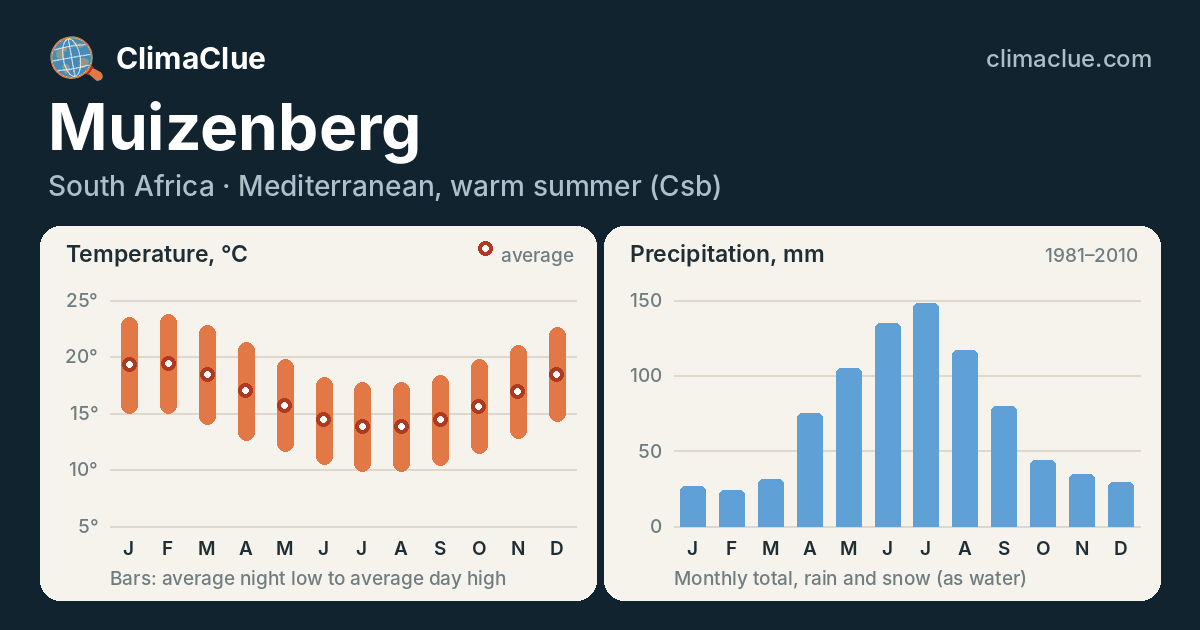 ClimaClue
climaclue.com
Muizenberg
South Africa · Mediterranean, warm summer (Csb)
Temperature, °C
average
25°
20°
15°
10°
5°
J F M A M J J A S O N D
Bars: average night low to average day high
Precipitation, mm
1981–2010
150
100
50
0
J F M A M J J A S O N D
Monthly total, rain and snow (as water)